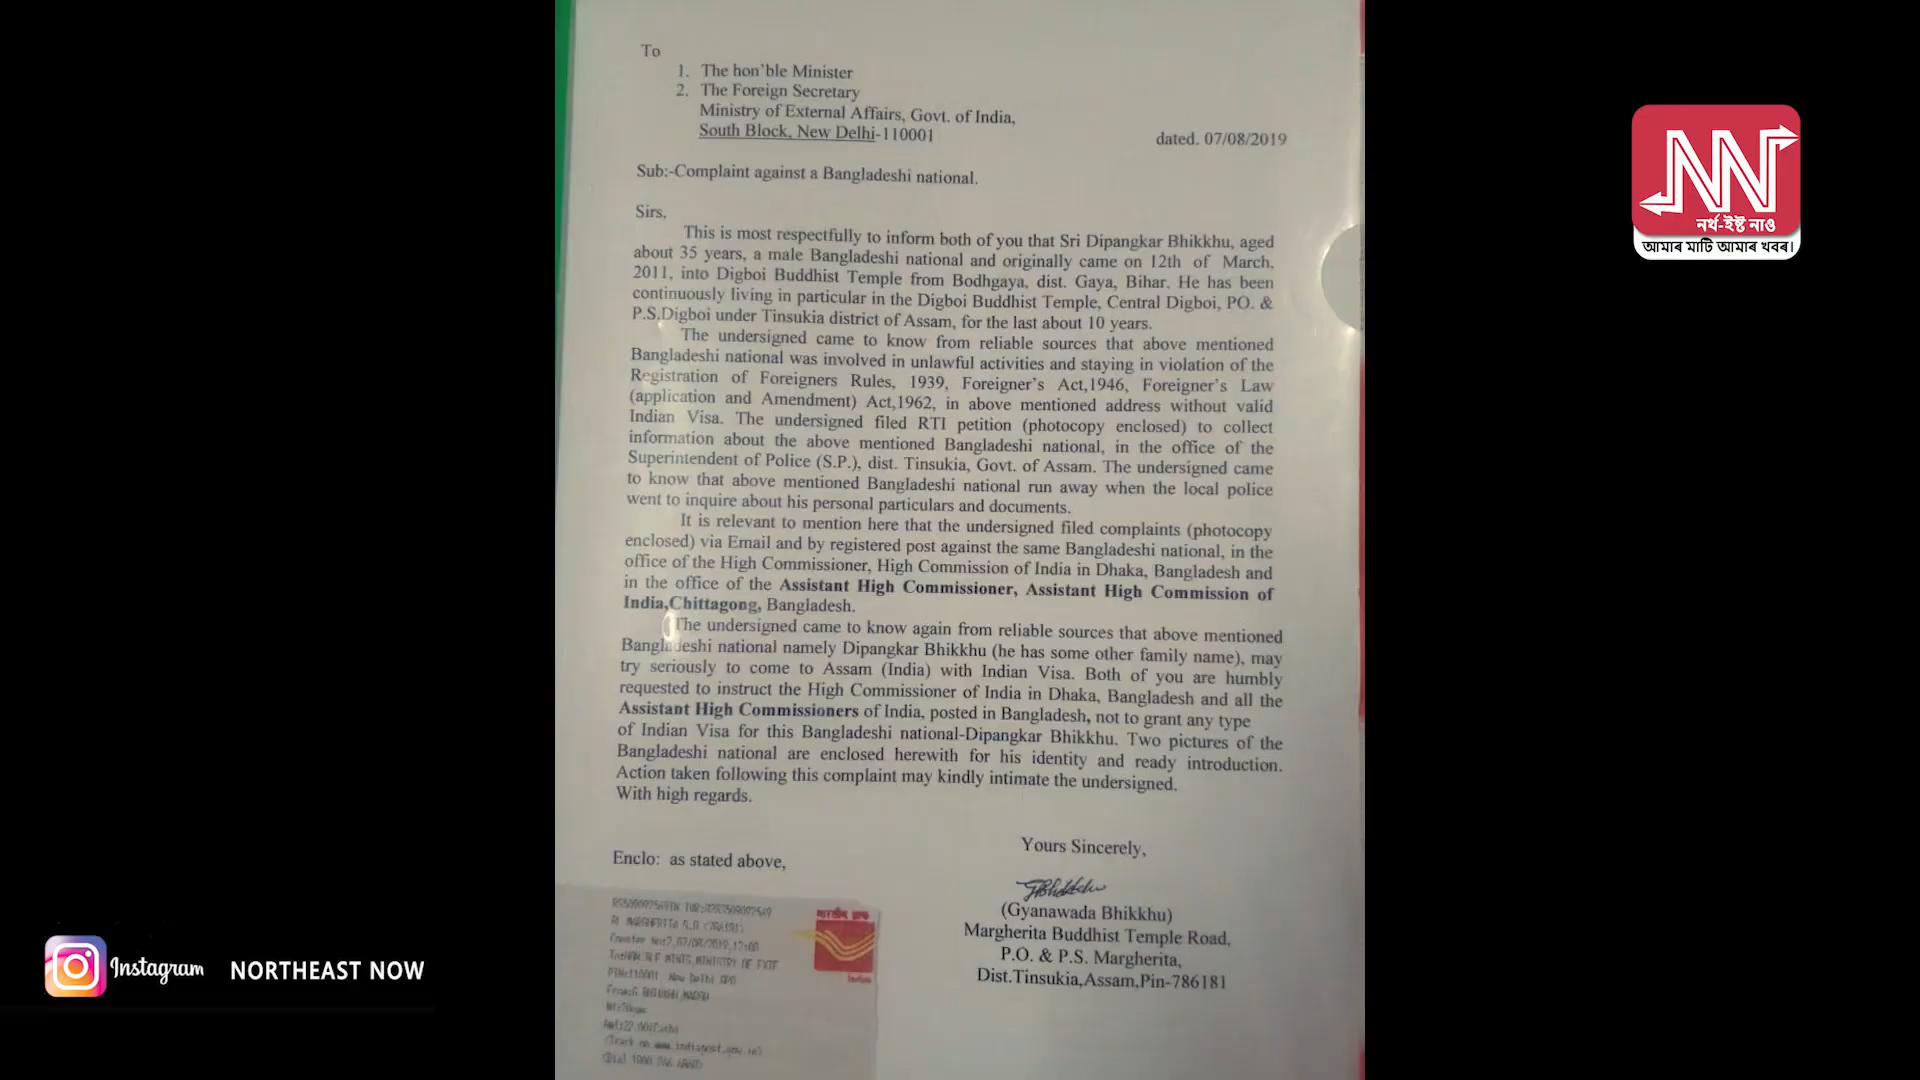 To
1. The hon'ble Minister
2. The Foreign Secretary
Ministry of External Affairs, Govt. of India,
South Block, New Delhi-110001
dated. 07/08/2019
Sub:-Complaint against a Bangladeshi national.
Sirs,
This is most respectfully to inform both of you that Sri Dipangkar Bhikkhu, aged
about 35 years, a male Bangladeshi national and originally came on 12th of March,
2011, into Digboi Buddhist Temple from Bodhgaya, dist. Gaya, Bihar. He has been
continuously living in particular in the Digboi Buddhist Temple, Central Digboi, PO. &
P.S.Digboi under Tinsukia district of Assam, for the last about 10 years.
The undersigned came to know from reliable sources that above mentioned
Bangladeshi national was involved in unlawful activities and staying in violation of the
Registration of Foreigners Rules, 1939, Foreigner's Act,1946, Foreigner's Law
(application and Amendment) Act,1962, in above mentioned address without valid
Indian Visa. The undersigned filed RTI petition (photocopy enclosed) to collect
information about the above mentioned Bangladeshi national, in the office of the
Superintendent of Police (S.P.), dist. Tinsukia, Govt. of Assam. The undersigned came
to know that above mentioned Bangladeshi national run away when the local police
went to inquire about his personal particulars and documents.
It is relevant to mention here that the undersigned filed complaints (photocopy
enclosed) via Email and by registered post against the same Bangladeshi national, in the
office of the High Commissioner, High Commission of India in Dhaka, Bangladesh and
in the office of the Assistant High Commissioner, Assistant High Commission of
India,Chittagong, Bangladesh.
The undersigned came to know again from reliable sources that above mentioned
Bangladeshi national namely Dipangkar Bhikkhu (he has some other family name), may
try seriously to come to Assam (India) with Indian Visa. Both of you are humbly
requested to instruct the High Commissioner of India in Dhaka, Bangladesh and all the
Assistant High Commissioners of India, posted in Bangladesh, not to grant any type
of Indian Visa for this Bangladeshi national-Dipangkar Bhikkhu. Two pictures of the
Bangladeshi national are enclosed herewith for his identity and ready introduction.
Action taken following this complaint may kindly intimate the undersigned.
With high regards.
Yours Sincerely,
Enclo: as stated above,
(Gyanawada Bhikkhu)
Margherita Buddhist Temple Road,
P.O. & P.S. Margherita,
Dist.Tinsukia,Assam,Pin-786181
NN
নৰ্থ-ইষ্ট নাও
আমাৰ মাটি আমাৰ খবৰ।
Instagram NORTHEAST NOW